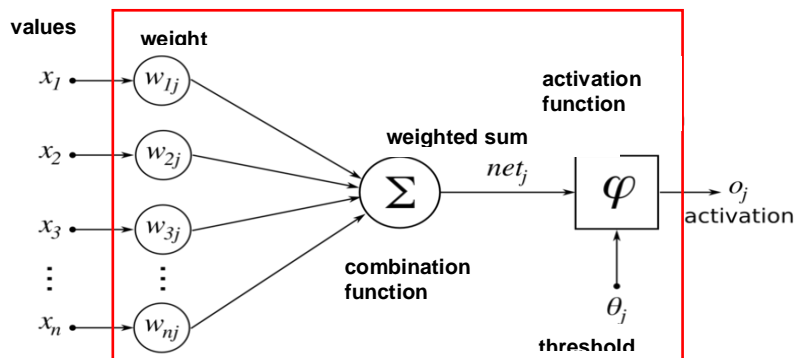 values
weight
x₁
w₁ⱼ
activation
function
x₂
w₂ⱼ
weighted sum
netⱼ
Σ
φ
oⱼ
activation
x₃
w₃ⱼ
combination
function
⋮
⋮
θⱼ
xₙ
wₙⱼ
threshold